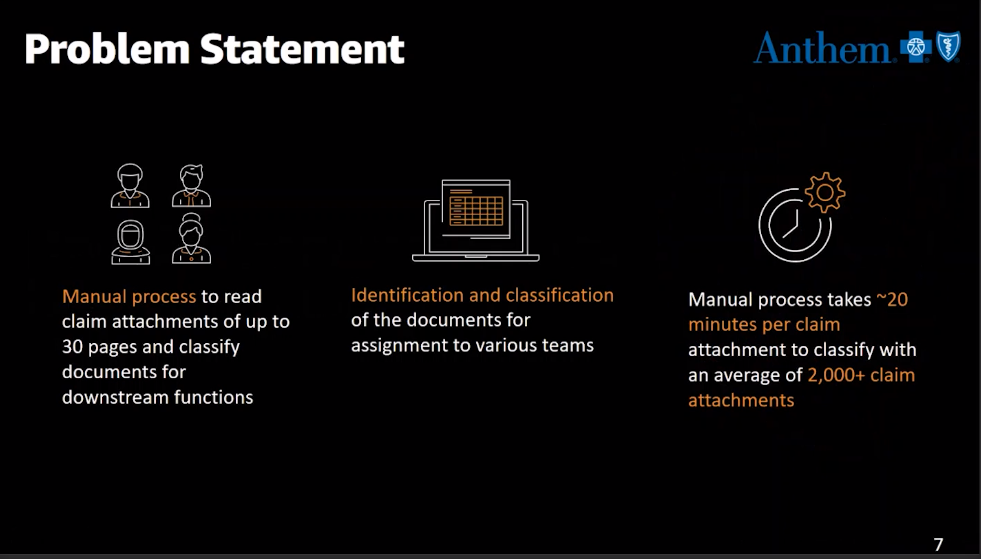 Problem Statement
Anthem
Manual process to read
claim attachments of up to
30 pages and classify
documents for
downstream functions
Identification and classification
of the documents for
assignment to various teams
Manual process takes ~20
minutes per claim
attachment to classify with
an average of 2,000+ claim
attachments
7